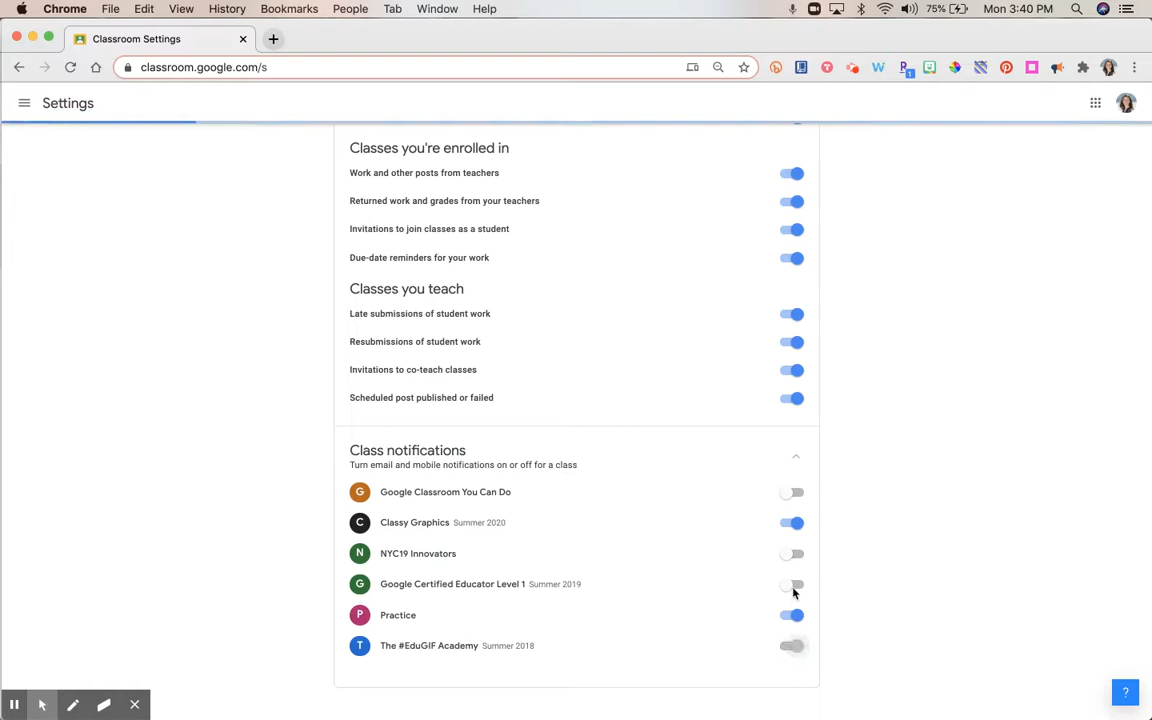 Chrome File Edit View History Bookmarks People Tab Window Help 75% Mon 3:40 PM
Classroom Settings
classroom.google.com/s
Settings
Classes you're enrolled in
Work and other posts from teachers
Returned work and grades from your teachers
Invitations to join classes as a student
Due-date reminders for your work
Classes you teach
Late submissions of student work
Resubmissions of student work
Invitations to co-teach classes
Scheduled post published or failed
Class notifications
Turn email and mobile notifications on or off for a class
G Google Classroom You Can Do
C Classy Graphics Summer 2020
N NYC19 Innovators
G Google Certified Educator Level 1 Summer 2019
P Practice
T The #EduGIF Academy Summer 2018
?